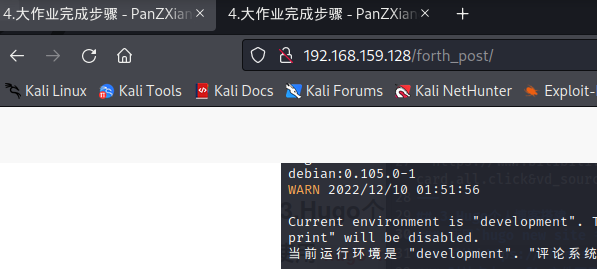 4.大作业完成步骤 - PanZXian
4.大作业完成步骤 - PanZXian
192.168.159.128/forth_post/
Kali Linux Kali Tools Kali Docs Kali Forums Kali NetHunter Exploit-
debian:0.105.0-1
WARN 2022/12/10 01:51:56
Current environment is "development". T
print" will be disabled.
当前运行环境是 "development". "评论系统